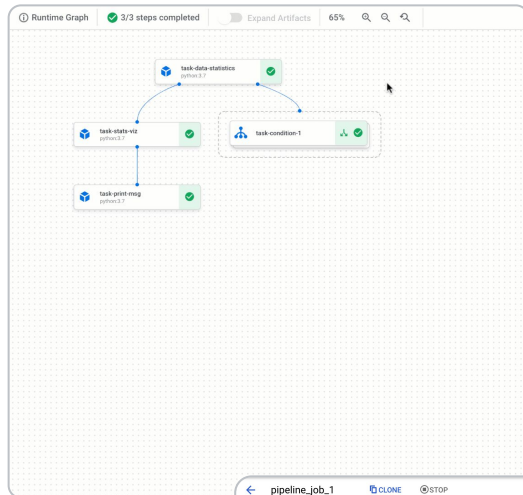 Runtime Graph
3/3 steps completed
Expand Artifacts
65%
task-data-statistics
python:3.7
task-stats-viz
python:3.7
task-condition-1
task-print-msg
python:3.7
pipeline_job_1
CLONE
STOP